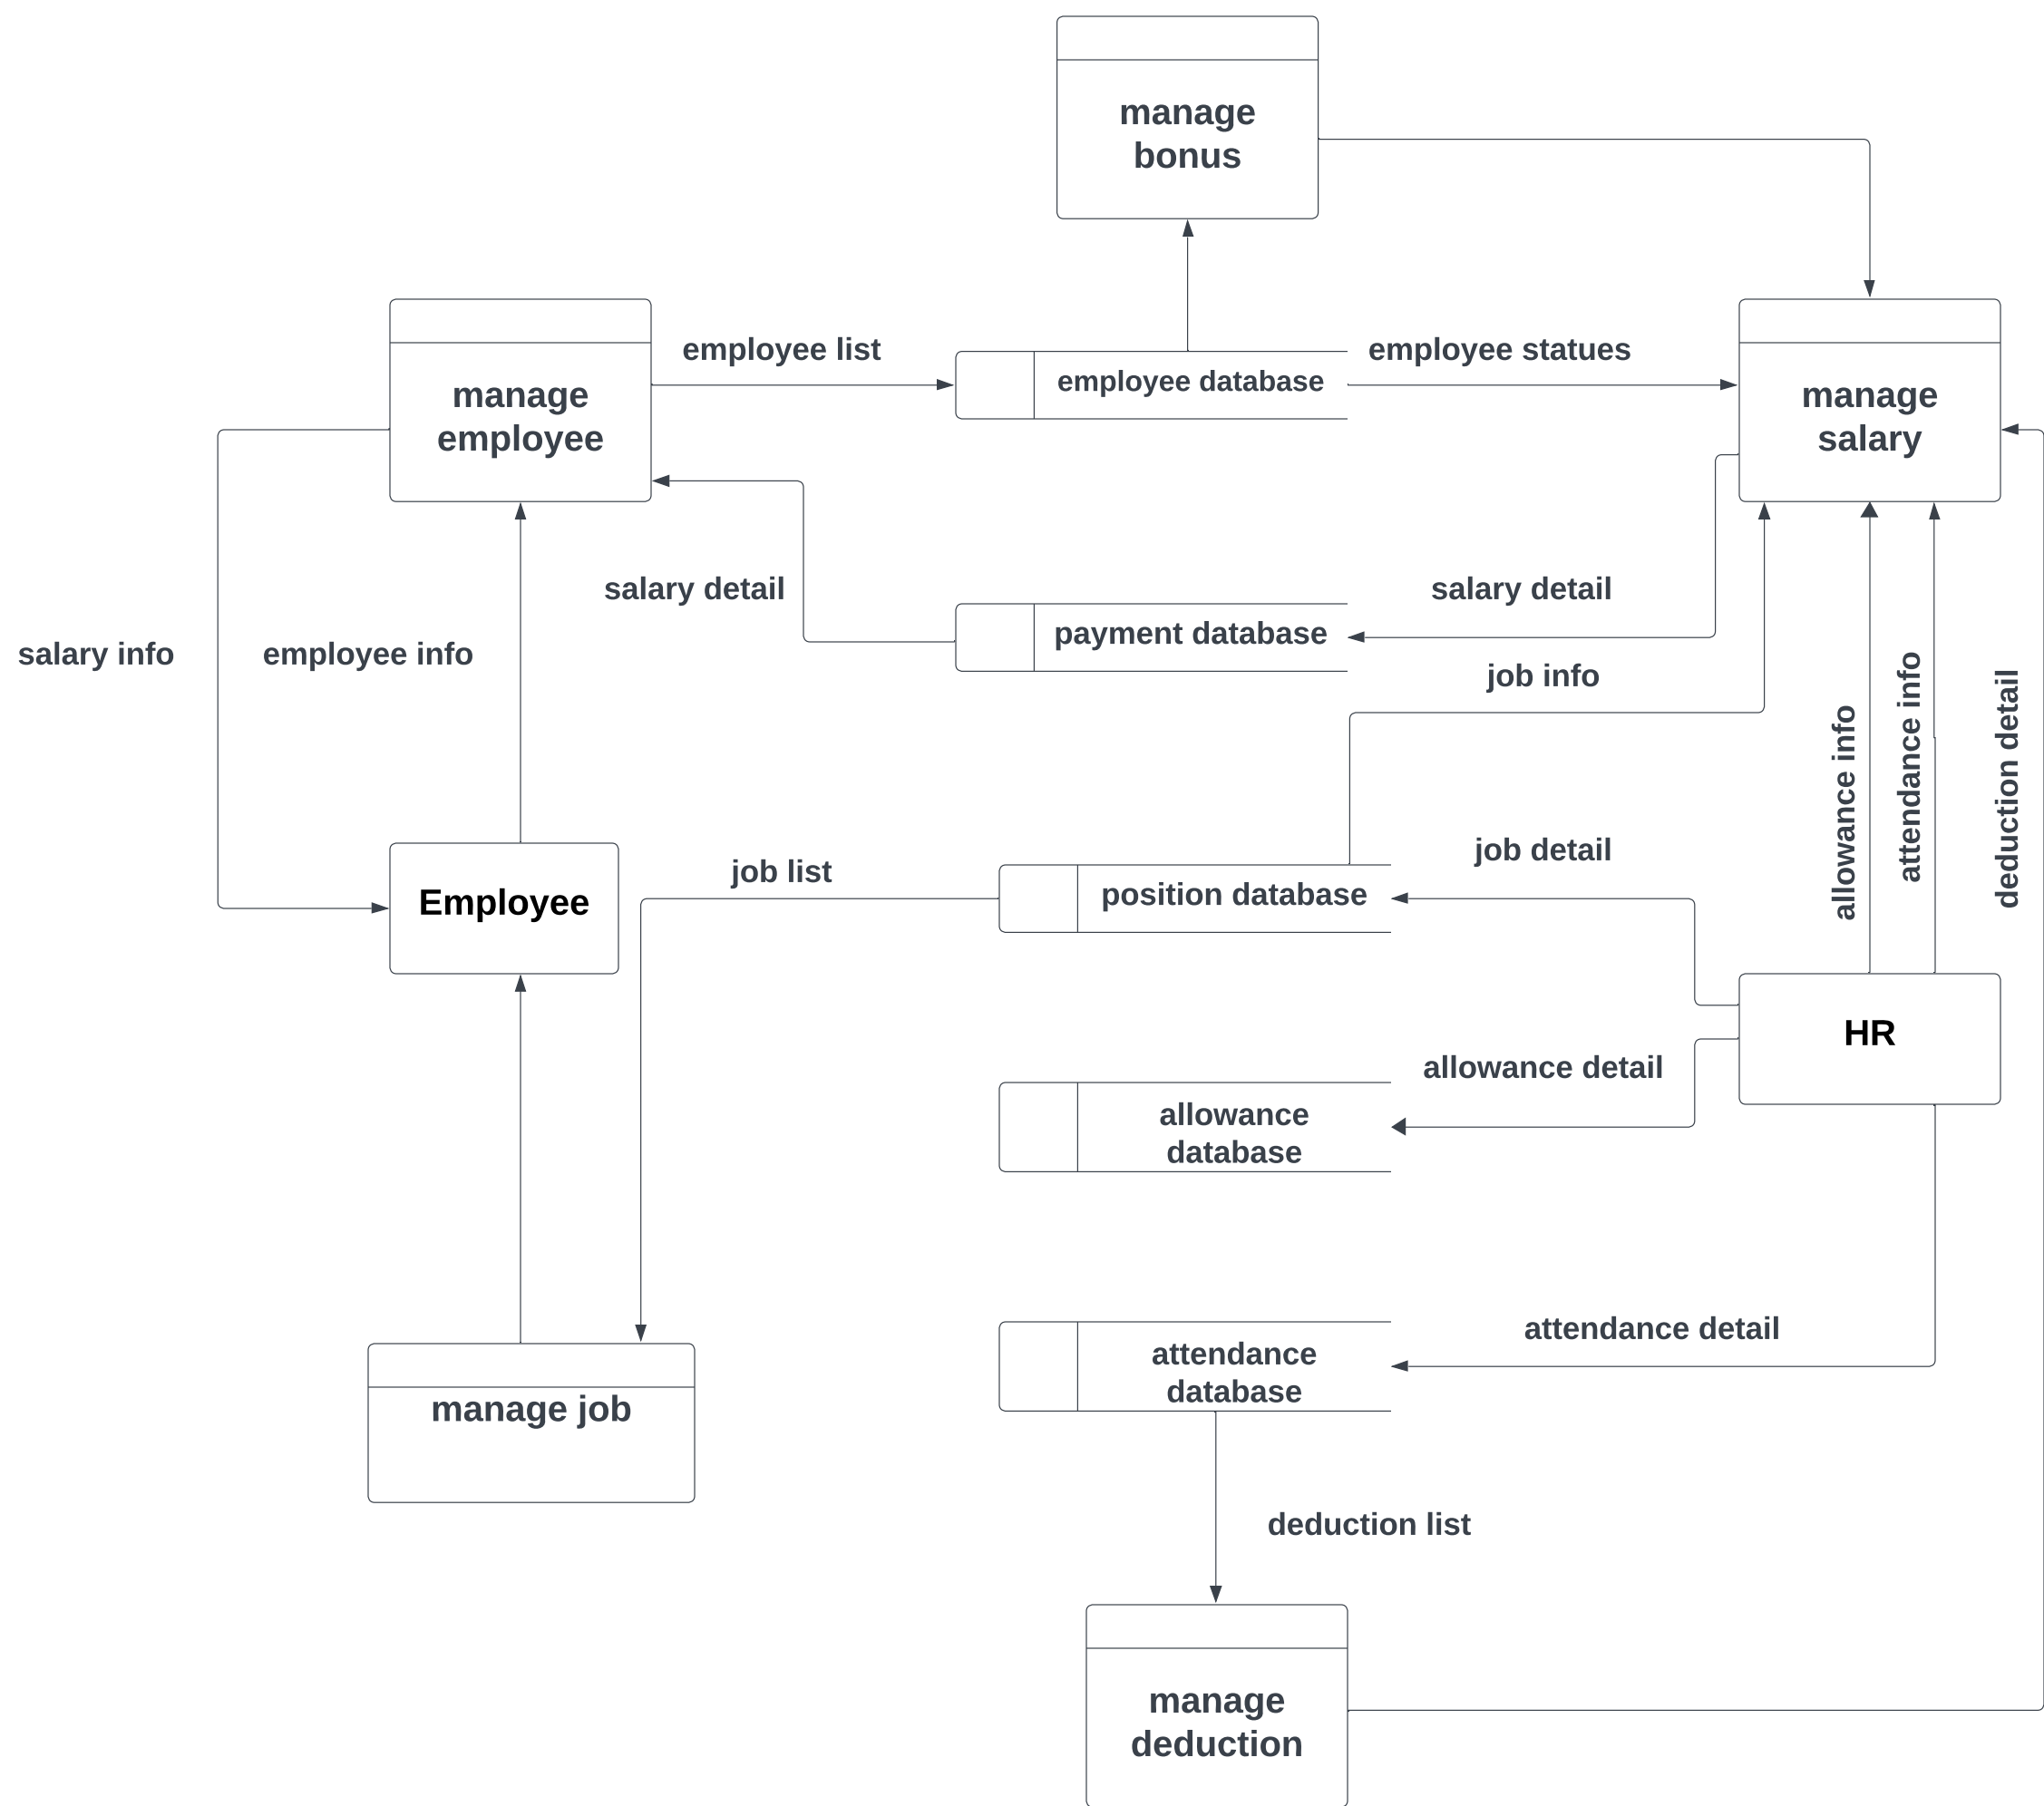 manage
bonus
employee list
employee database
employee statues
manage
employee
manage
salary
salary detail
salary detail
payment database
salary info
employee info
job info
allowance info
attendance info
deduction detail
job list
job detail
Employee
position database
HR
allowance detail
allowance
database
attendance detail
attendance
database
manage job
deduction list
manage
deduction